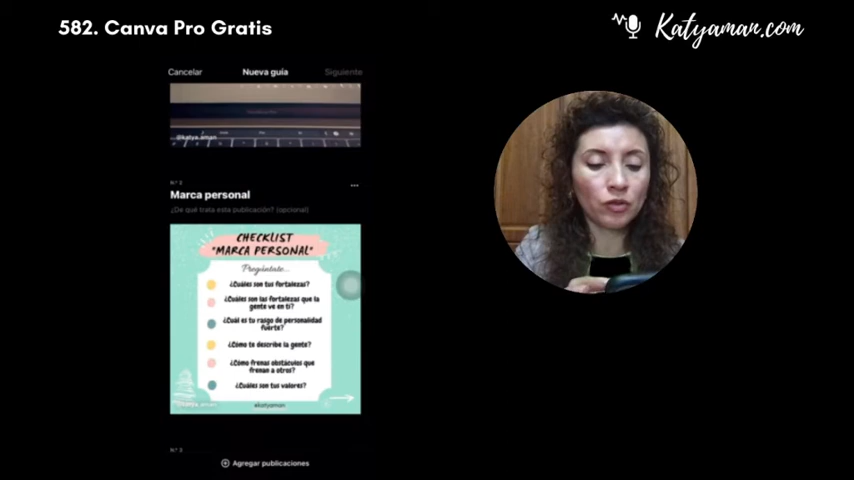 582. Canva Pro Gratis
Katyaman.com
Cancelar Nueva guía Siguiente
@katya.aman
N.º 2
Marca personal
¿De qué trata esta publicación? (opcional)
CHECKLIST
"MARCA PERSONAL"
Pregúntate...
¿Cuáles son tus fortalezas?
¿Cuáles son las fortalezas que la
gente ve en ti?
¿Cuál es tu rasgo de personalidad
fuerte?
¿Cómo te describe la gente?
¿Cómo frenas obstáculos que
frenan a otros?
¿Cuáles son tus valores?
@katya.aman
@katyaman
N.º 3
Agregar publicaciones